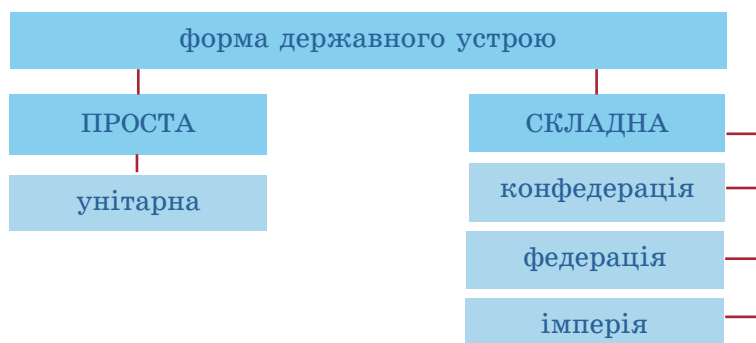 форма державного устрою
ПРОСТА
СКЛАДНА
унітарна
конфедерація
федерація
імперія